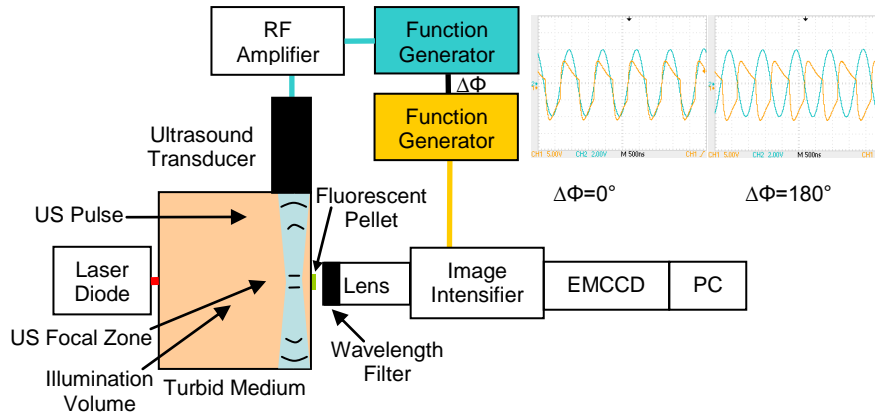 RF
Amplifier
Function
Generator
ΔΦ
Function
Generator
Ultrasound
Transducer
CH1 5.00V CH2 2.00V M 500ns CH1
CH1 5.00V CH2 2.00V M 500ns
ΔΦ=0°
ΔΦ=180°
US Pulse
Fluorescent
Pellet
Laser
Diode
Lens
Image
Intensifier
EMCCD
PC
US Focal Zone
Illumination
Volume
Turbid Medium
Wavelength
Filter